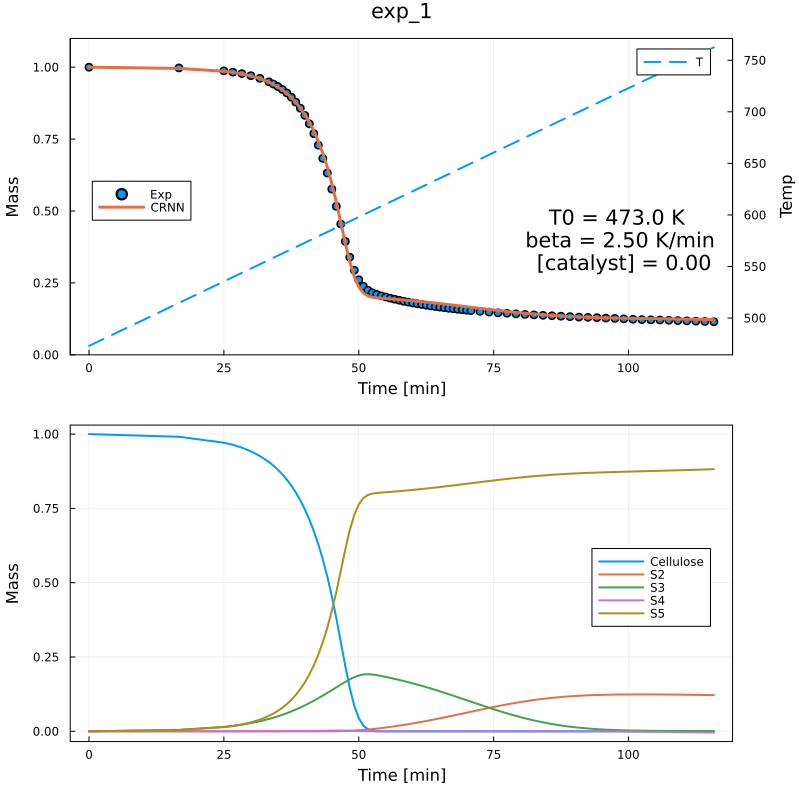 exp_1
1.00
0.75
0.50
0.25
0.00
Mass
Exp
CRNN
T
750
700
650
600
550
500
Temp
T0 = 473.0 K
beta = 2.50 K/min
[catalyst] = 0.00
0 25 50 75 100
Time [min]
1.00
0.75
0.50
0.25
0.00
Mass
Cellulose
S2
S3
S4
S5
0 25 50 75 100
Time [min]